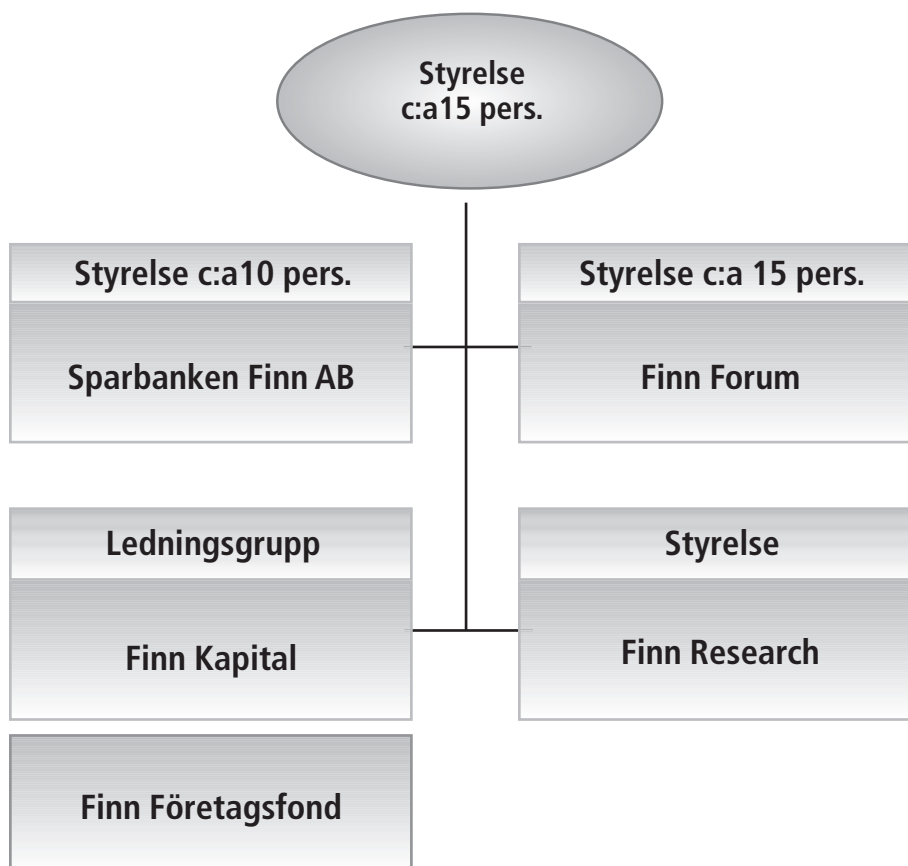 Styrelse
c:a15 pers.
Styrelse c:a10 pers.
Sparbanken Finn AB
Styrelse c:a 15 pers.
Finn Forum
Ledningsgrupp
Finn Kapital
Styrelse
Finn Research
Finn Företagsfond